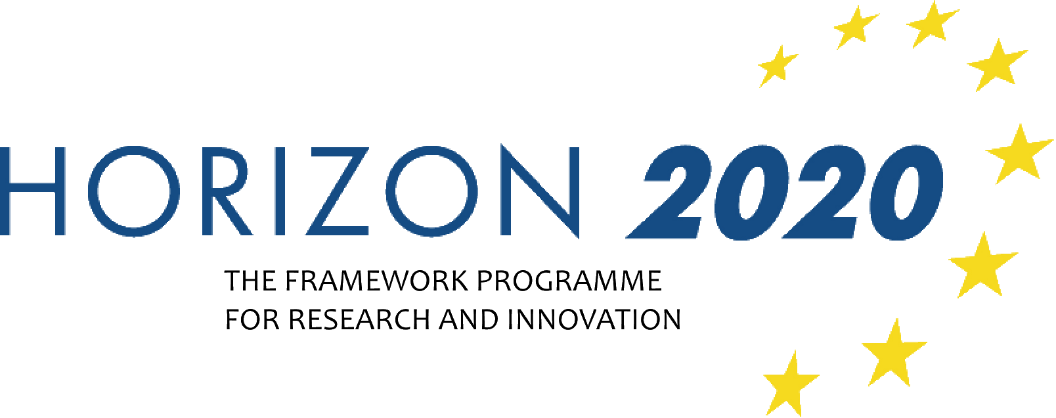 HORIZON 2020
THE FRAMEWORK PROGRAMME
FOR RESEARCH AND INNOVATION